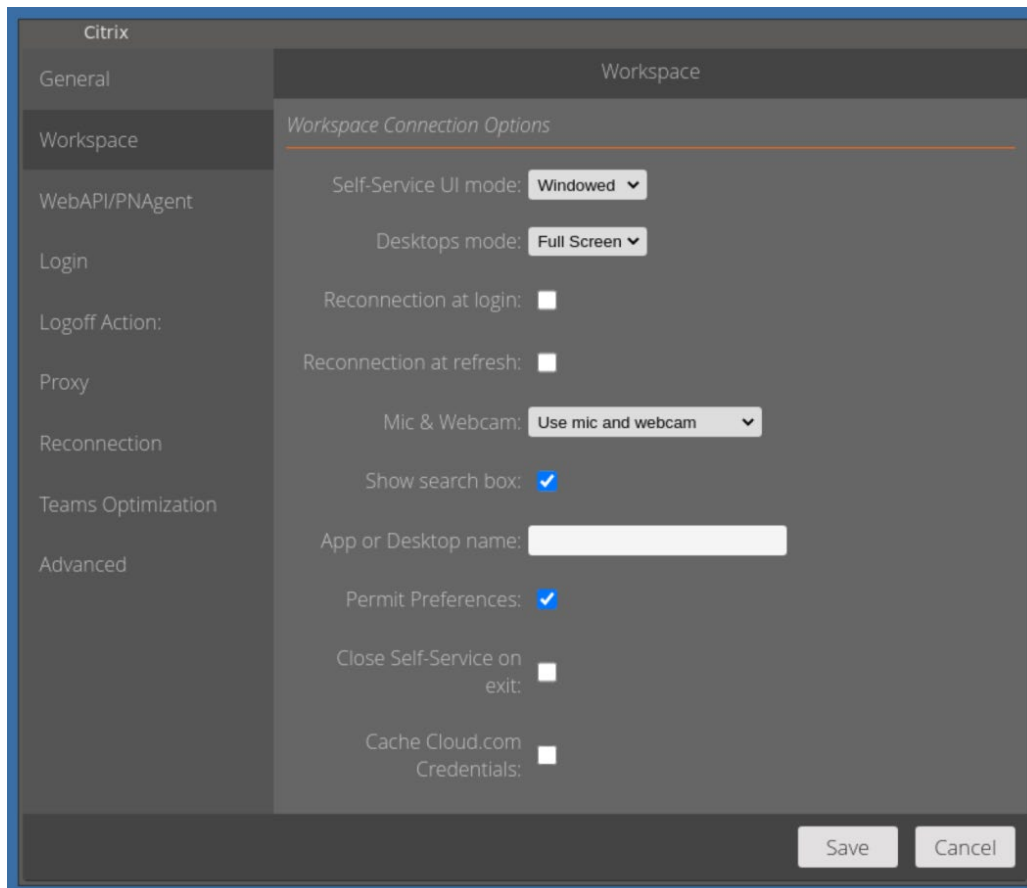 Citrix
General
Workspace
WebAPI/PNAgent
Login
Logoff Action:
Proxy
Reconnection
Teams Optimization
Advanced
Workspace
Workspace Connection Options
Self-Service UI mode: Windowed
Desktops mode: Full Screen
Reconnection at login:
Reconnection at refresh:
Mic & Webcam: Use mic and webcam
Show search box:
App or Desktop name:
Permit Preferences:
Close Self-Service on
exit:
Cache Cloud.com
Credentials:
Save Cancel